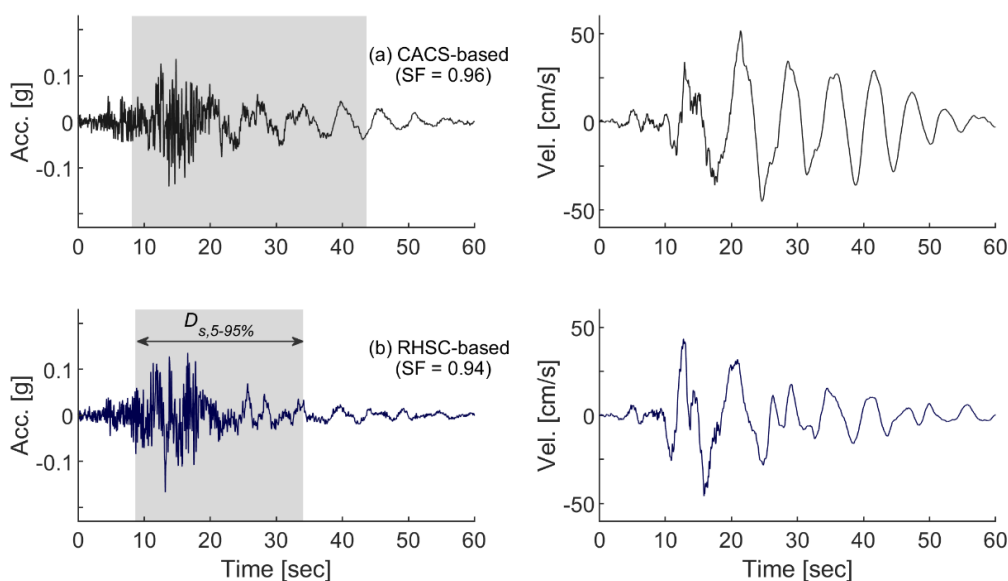 Acc. [g]
0.1
0
-0.1
(a) CACS-based
(SF = 0.96)
0 10 20 30 40 50 60
Vel. [cm/s]
50
0
-50
0 10 20 30 40 50 60
Acc. [g]
0.1
0
-0.1
Ds,5-95%
(b) RHSC-based
(SF = 0.94)
0 10 20 30 40 50 60
Time [sec]
Vel. [cm/s]
50
0
-50
0 10 20 30 40 50 60
Time [sec]